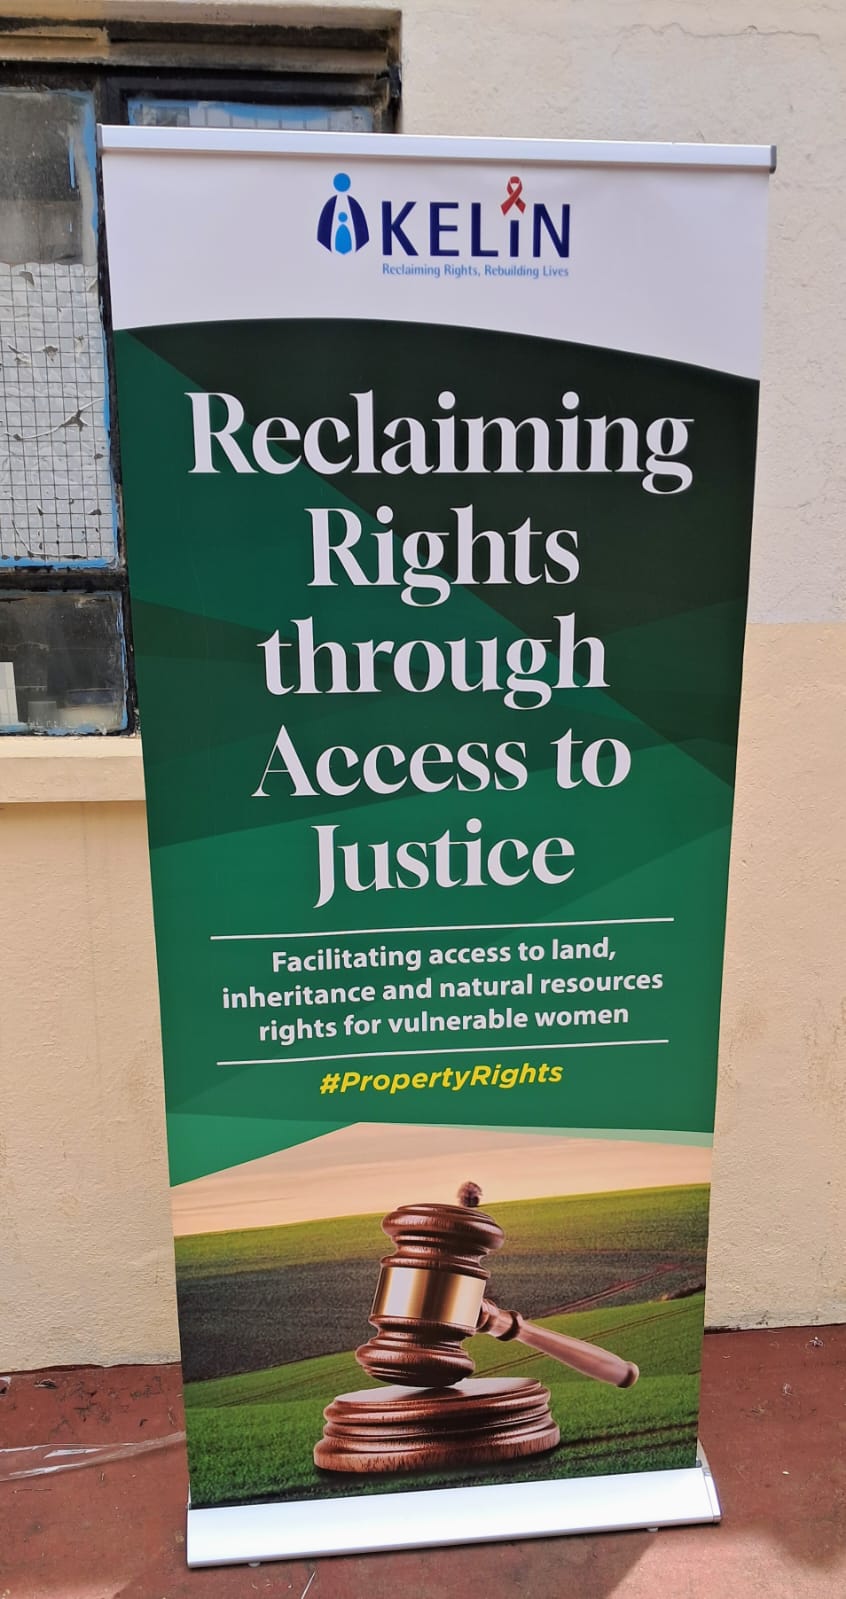 KELiN
Reclaiming Rights, Rebuilding Lives
Reclaiming
Rights
through
Access to
Justice
Facilitating access to land,
inheritance and natural resources
rights for vulnerable women
#PropertyRights